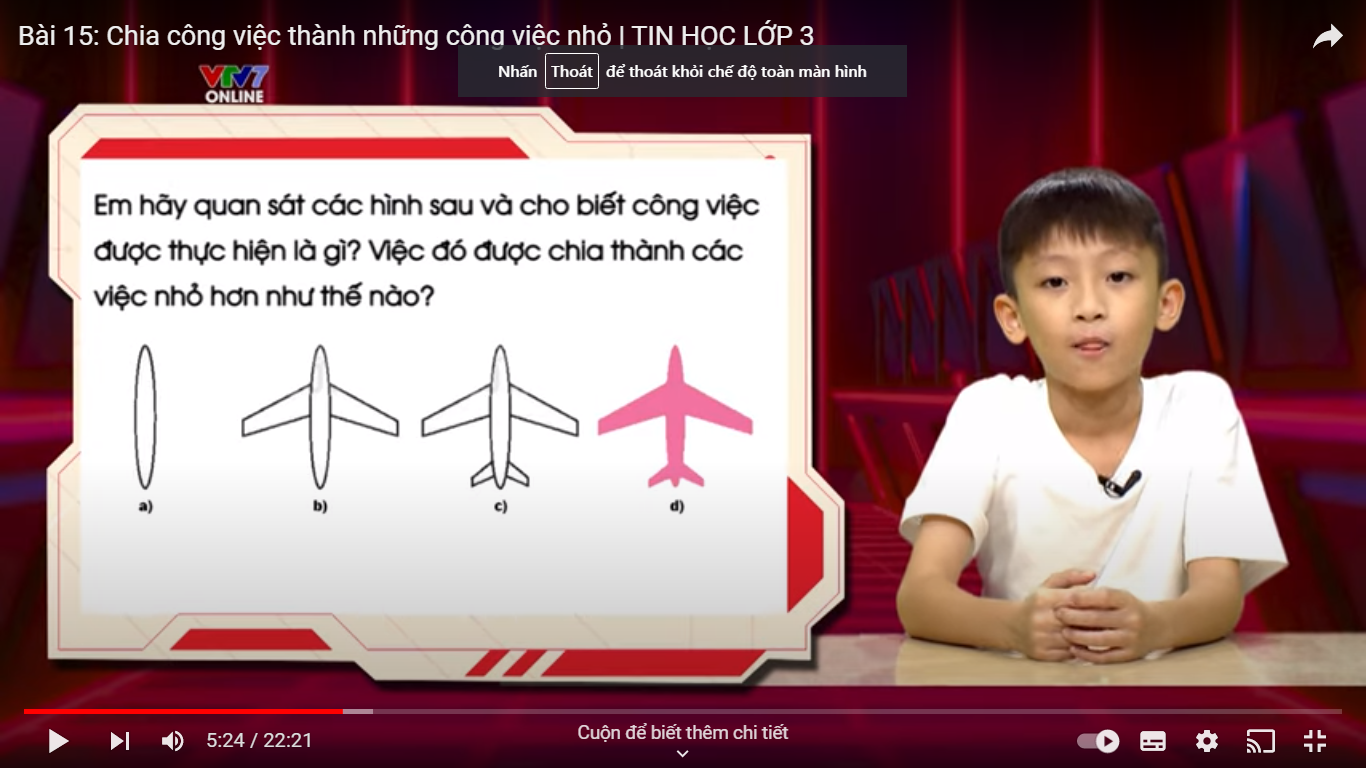 Bài 15: Chia công việc thành những công việc nhỏ | TIN HỌC LỚP 3
Nhấn Thoát để thoát khỏi chế độ toàn màn hình
VTV7
ONLINE
Em hãy quan sát các hình sau và cho biết công việc
được thực hiện là gì? Việc đó được chia thành các
việc nhỏ hơn như thế nào?
a) b) c) d)
5:24 / 22:21
Cuộn để biết thêm chi tiết